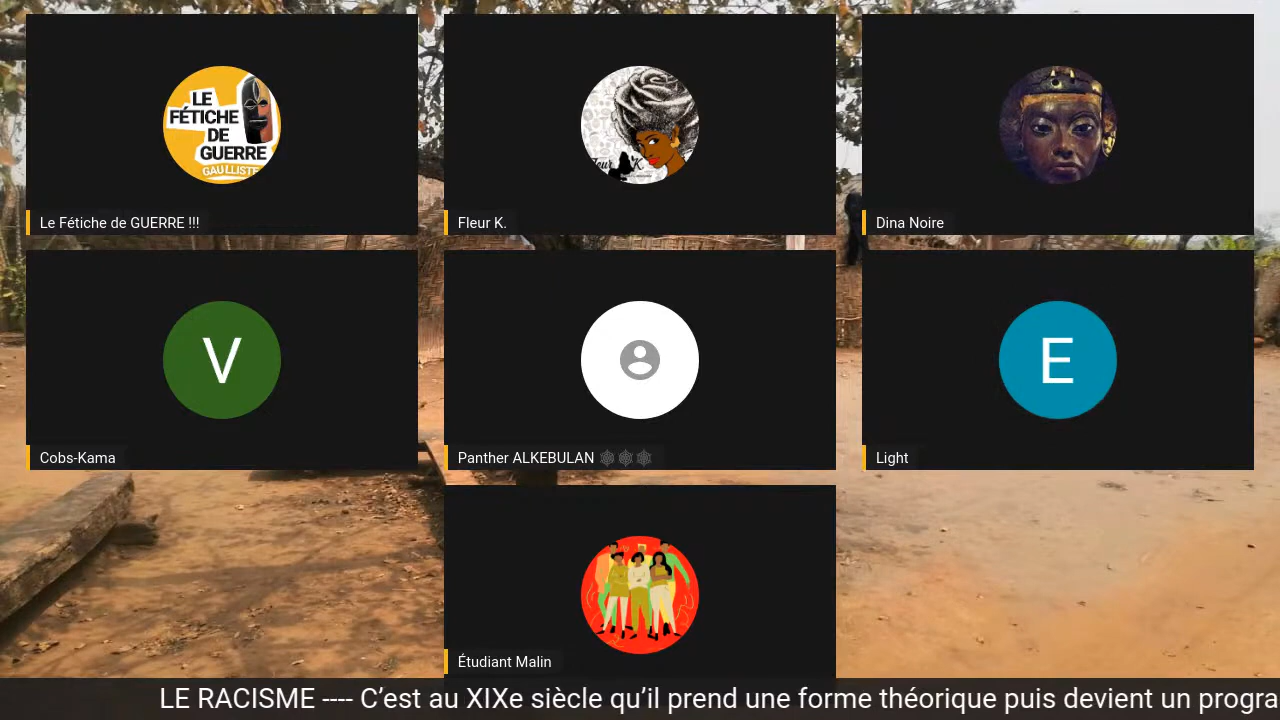 LE
FÉTICHE
DE
GUERRE
GAULLISTE
Le Fétiche de GUERRE !!!
Fleur K.
Dina Noire
V
Cobs-Kama
Panther ALKEBULAN
E
Light
Étudiant Malin
LE RACISME ---- C’est au XIXe siècle qu’il prend une forme théorique puis devient un progra